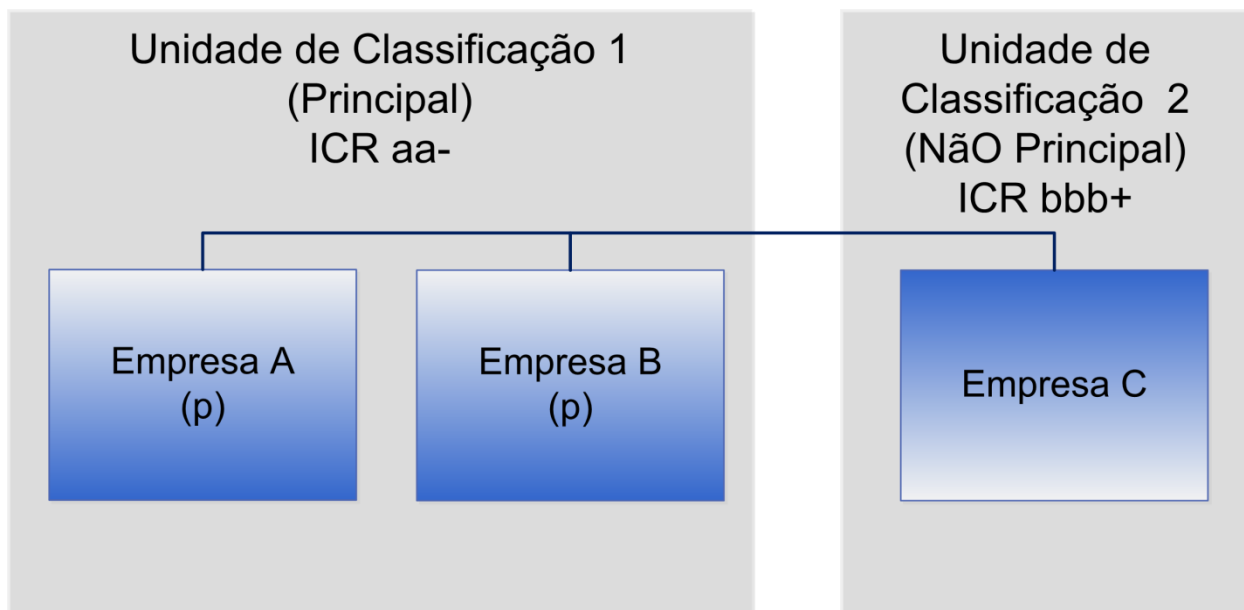 Unidade de Classificação 1
(Principal)
ICR aa-
Unidade de
Classificação 2
(NãO Principal)
ICR bbb+
Empresa A
(p)
Empresa B
(p)
Empresa C